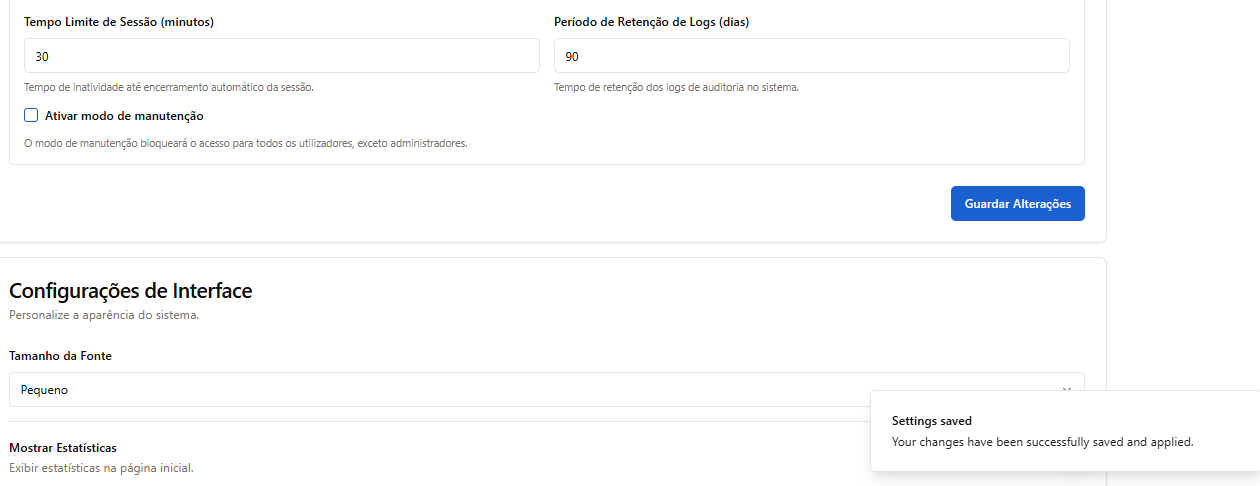 Tempo Limite de Sessão (minutos)
Período de Retenção de Logs (dias)
30
90
Tempo de inatividade até encerramento automático da sessão.
Tempo de retenção dos logs de auditoria no sistema.
Ativar modo de manutenção
O modo de manutenção bloqueará o acesso para todos os utilizadores, exceto administradores.
Guardar Alterações
Configurações de Interface
Personalize a aparência do sistema.
Tamanho da Fonte
Pequeno
Mostrar Estatísticas
Exibir estatísticas na página inicial.
Settings saved
Your changes have been successfully saved and applied.